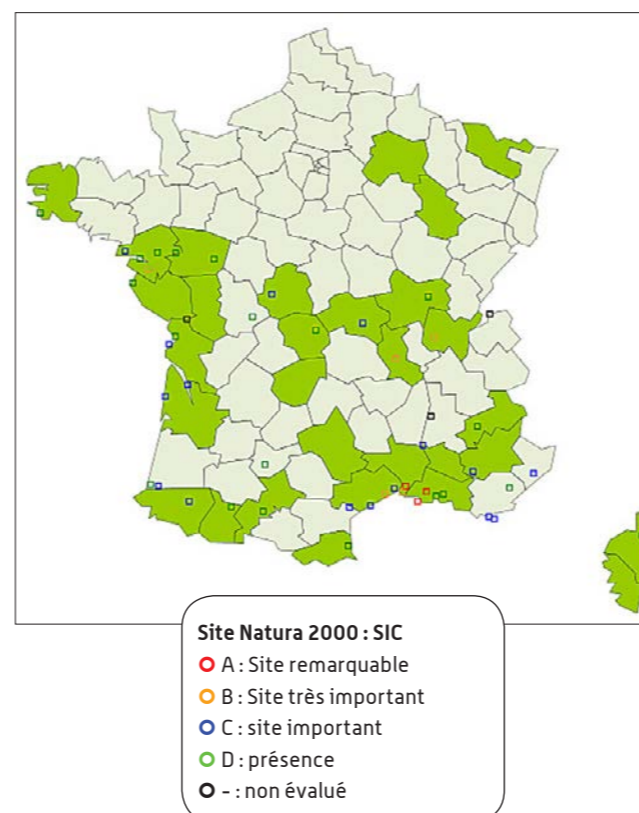 Site Natura 2000 : SIC
A : Site remarquable
B : Site très important
C : site important
D : présence
- : non évalué